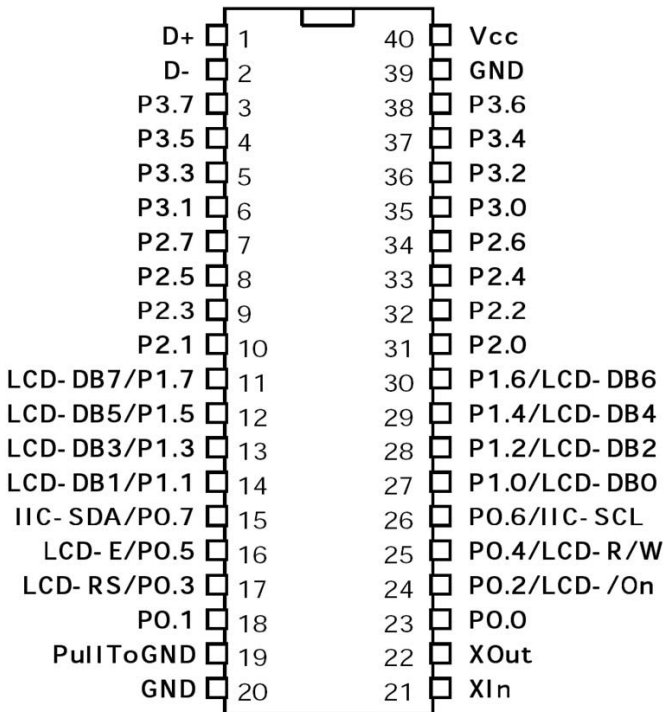 D+ 1 40 Vcc
D- 2 39 GND
P3.7 3 38 P3.6
P3.5 4 37 P3.4
P3.3 5 36 P3.2
P3.1 6 35 P3.0
P2.7 7 34 P2.6
P2.5 8 33 P2.4
P2.3 9 32 P2.2
P2.1 10 31 P2.0
LCD-DB7/P1.7 11 30 P1.6/LCD-DB6
LCD-DB5/P1.5 12 29 P1.4/LCD-DB4
LCD-DB3/P1.3 13 28 P1.2/LCD-DB2
LCD-DB1/P1.1 14 27 P1.0/LCD-DB0
IIC-SDA/P0.7 15 26 P0.6/IIC-SCL
LCD-E/P0.5 16 25 P0.4/LCD-R/W
LCD-RS/P0.3 17 24 P0.2/LCD-/On
P0.1 18 23 P0.0
PullToGND 19 22 XOut
GND 20 21 XIn